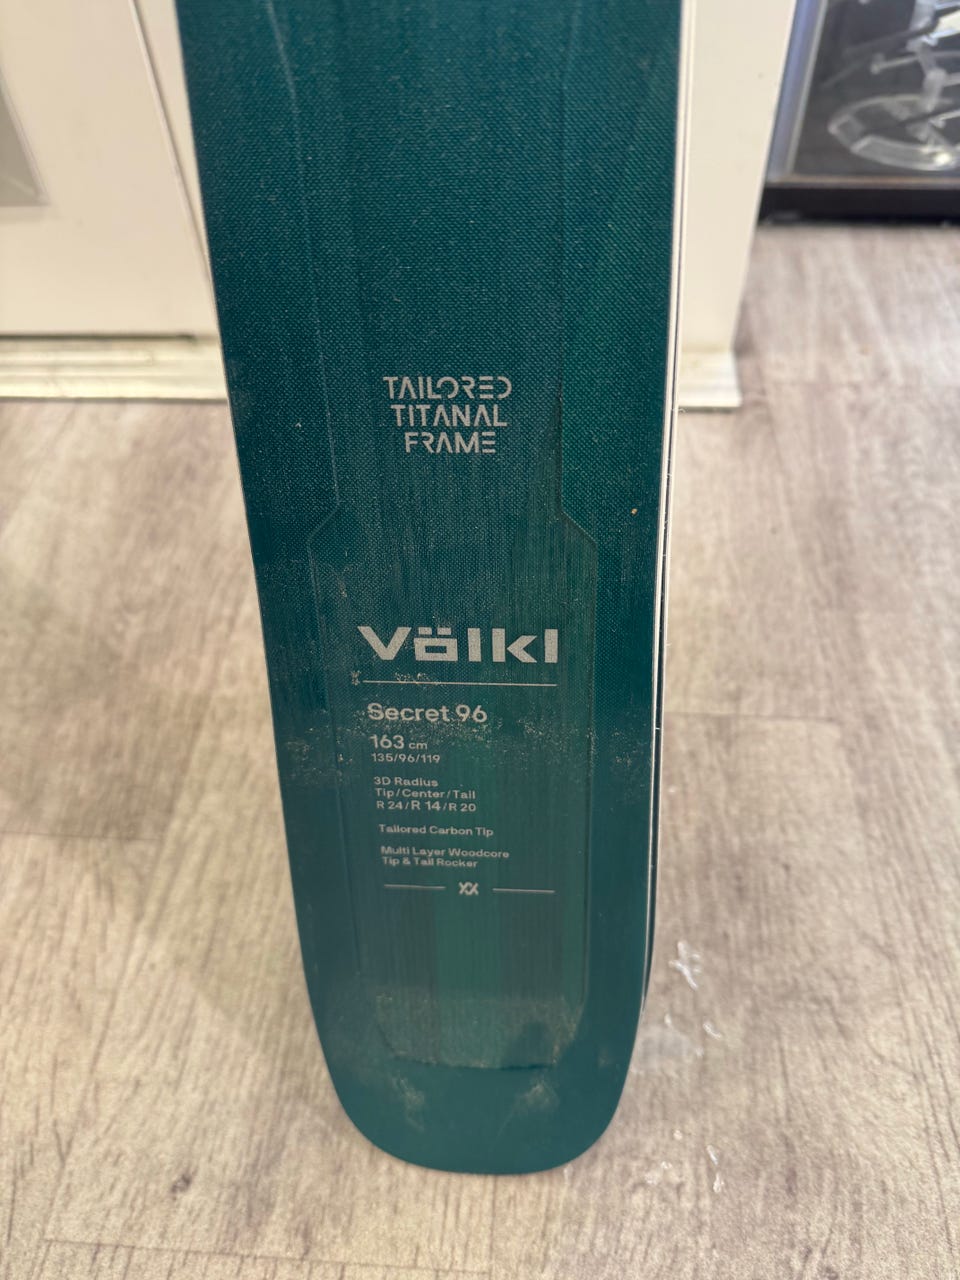 TAILORED
TITANAL
FRAME
Völkl
Secret 96
163 cm
135/96/119
3D Radius
Tip/Center/Tail
R 24/R 14/R 20
Tailored Carbon Tip
Multi Layer Woodcore
Tip & Tail Rocker